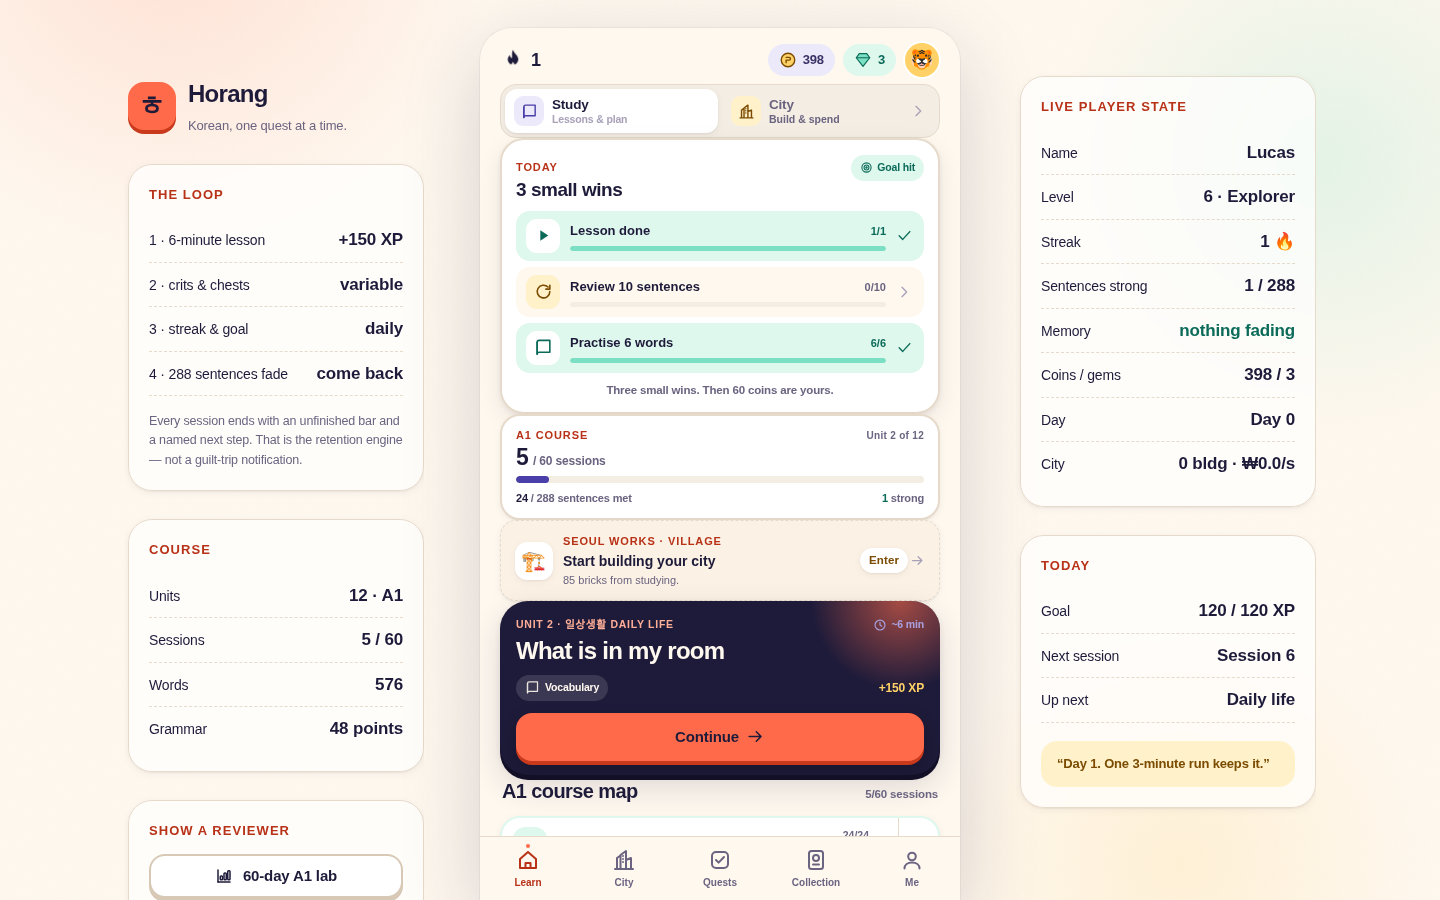 ㅎ
Horang
Korean, one quest at a time.
THE LOOP
1 · 6-minute lesson +150 XP
2 · crits & chests variable
3 · streak & goal daily
4 · 288 sentences fade come back
Every session ends with an unfinished bar and
a named next step. That is the retention engine
— not a guilt-trip notification.
COURSE
Units 12 · A1
Sessions 5 / 60
Words 576
Grammar 48 points
SHOW A REVIEWER
60-day A1 lab
1 398 3
Study
Lessons & plan
City
Build & spend
TODAY
Goal hit
3 small wins
Lesson done 1/1
Review 10 sentences 0/10
Practise 6 words 6/6
Three small wins. Then 60 coins are yours.
A1 COURSE Unit 2 of 12
5 / 60 sessions
24 / 288 sentences met 1 strong
SEOUL WORKS · VILLAGE
Start building your city
85 bricks from studying.
Enter
UNIT 2 · 일상생활 DAILY LIFE ~6 min
What is in my room
Vocabulary +150 XP
Continue
A1 course map 5/60 sessions
24/24
Learn City Quests Collection Me
LIVE PLAYER STATE
Name Lucas
Level 6 · Explorer
Streak 1 🔥
Sentences strong 1 / 288
Memory nothing fading
Coins / gems 398 / 3
Day Day 0
City 0 bldg · ₩0.0/s
TODAY
Goal 120 / 120 XP
Next session Session 6
Up next Daily life
“Day 1. One 3-minute run keeps it.”